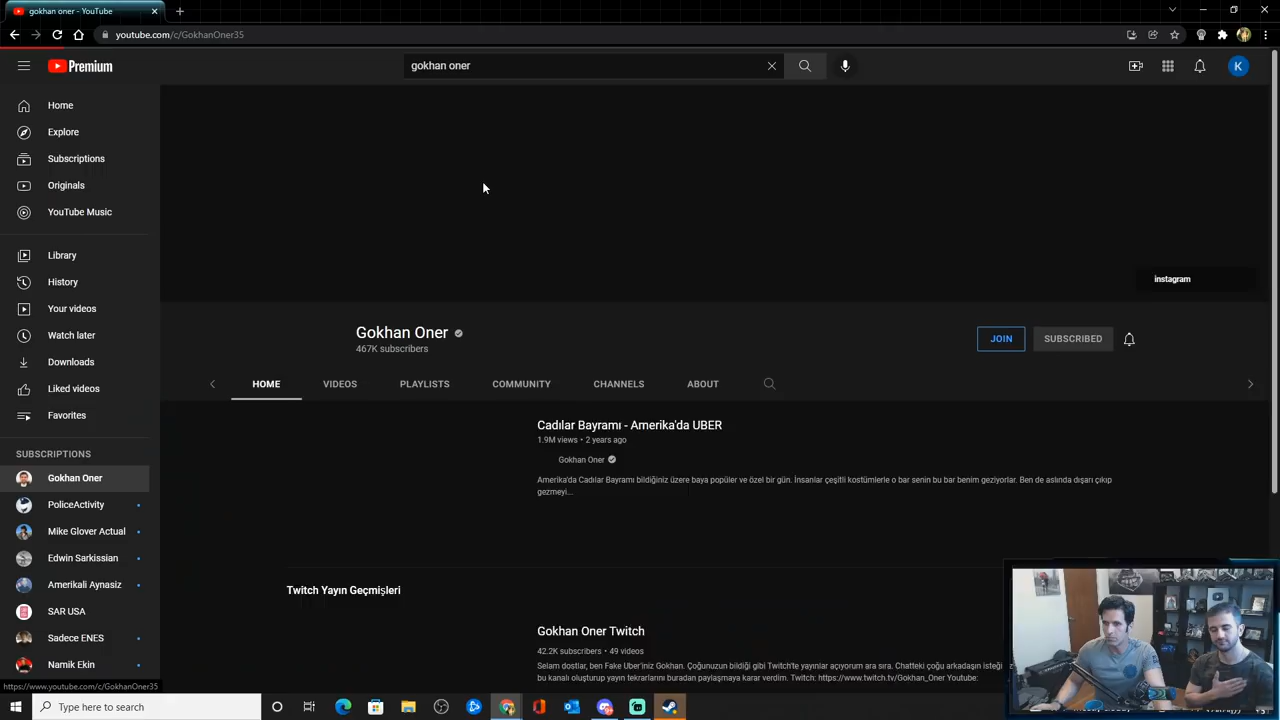 gokhan oner - YouTube
youtube.com/c/GokhanOner35
Premium
gokhan oner
K
Home
Explore
Subscriptions
Originals
YouTube Music
Library
History
Your videos
Watch later
Downloads
Liked videos
Favorites
SUBSCRIPTIONS
Gokhan Oner
PoliceActivity
Mike Glover Actual
Edwin Sarkissian
Amerikali Aynasiz
SAR USA
Sadece ENES
Namik Ekin
https://www.youtube.com/c/GokhanOner35
instagram
Gokhan Oner
467K subscribers
JOIN
SUBSCRIBED
HOME
VIDEOS
PLAYLISTS
COMMUNITY
CHANNELS
ABOUT
Cadılar Bayramı - Amerika'da UBER
1.9M views • 2 years ago
Gokhan Oner
Amerika'da Cadılar Bayramı bildiğiniz üzere baya popüler ve özel bir gün. İnsanlar çeşitli kostümlerle o bar senin bu bar benim geziyorlar. Ben de aslında dışarı çıkıp
gezmeyi...
Twitch Yayın Geçmişleri
Gokhan Oner Twitch
42.2K subscribers • 49 videos
Selam dostlar, ben Fake Uber'iniz Gokhan. Çoğunuzun bildiği gibi Twitch'te yayınlar açıyorum ara sıra. Chatteki çoğu arkadaşın isteği
bu kanalı oluşturup yayın tekrarlarını buradan paylaşmaya karar verdim. Twitch: https://www.twitch.tv/Gokhan_Oner Youtube:
Type here to search